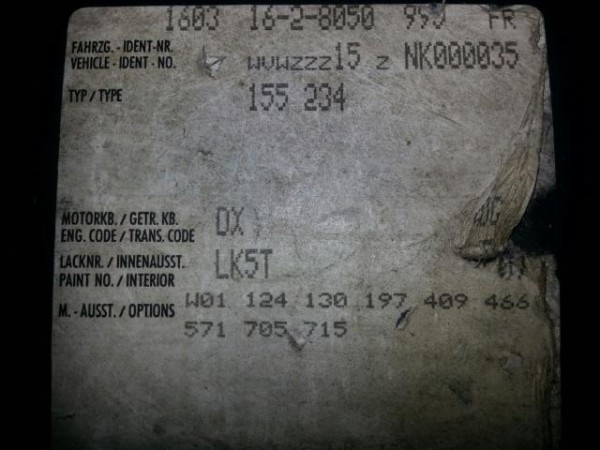 1603 16-2-8050 FR
FAHRZG. - IDENT-NR.
VEHICLE - IDENT - NO. WVWZZZ15 Z NK000035
TYP / TYPE 155 234
MOTORKB. / GETR. KB.
ENG. CODE / TRANS. CODE DX
LACKNR. / INNENAUSST.
PAINT NO. / INTERIOR LK5T
M. - AUSST. / OPTIONS W01 124 130 197 409 466
571 705 715